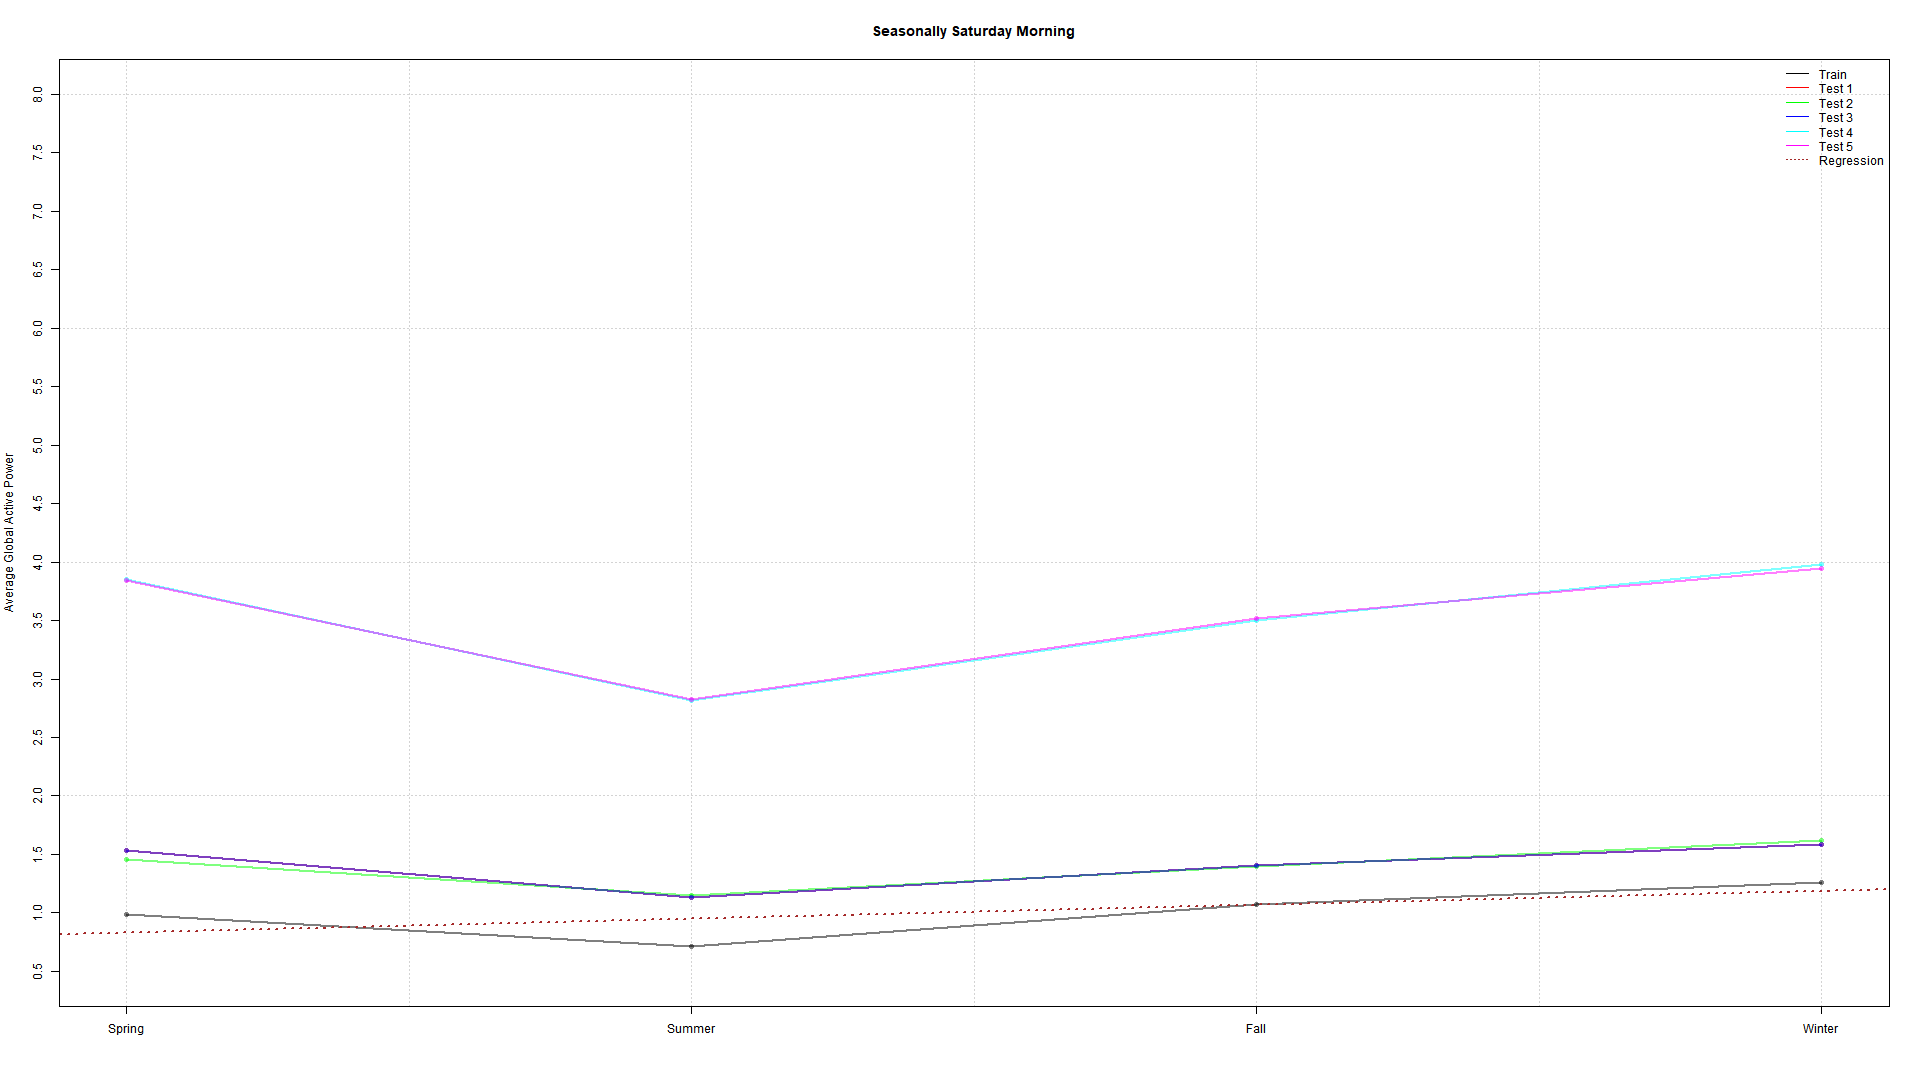 Seasonally Saturday Morning
Train
Test 1
Test 2
Test 3
Test 4
Test 5
Regression
Average Global Active Power
8.0
7.5
7.0
6.5
6.0
5.5
5.0
4.5
4.0
3.5
3.0
2.5
2.0
1.5
1.0
0.5
Spring Summer Fall Winter